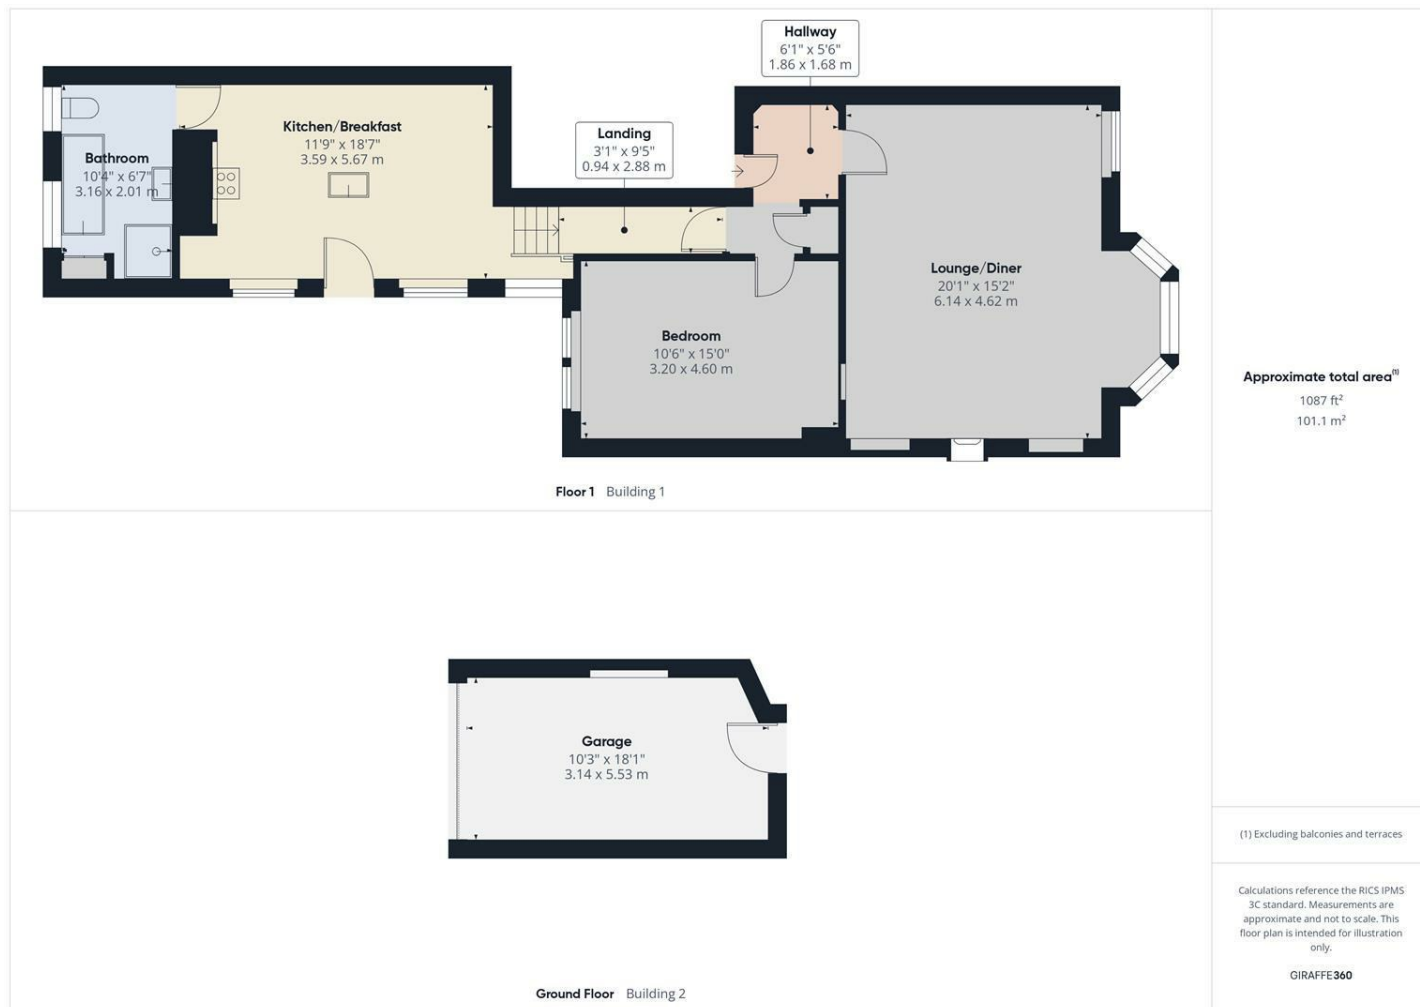 Hallway
6'1" x 5'6"
1.86 x 1.68 m
Kitchen/Breakfast
11'9" x 18'7"
3.59 x 5.67 m
Landing
3'1" x 9'5"
0.94 x 2.88 m
Bathroom
10'4" x 6'7"
3.16 x 2.01 m
Lounge/Diner
20'1" x 15'2"
6.14 x 4.62 m
Bedroom
10'6" x 15'0"
3.20 x 4.60 m
Floor 1 Building 1
Garage
10'3" x 18'1"
3.14 x 5.53 m
Ground Floor Building 2
Approximate total area(1)
1087 ft²
101.1 m²
(1) Excluding balconies and terraces
Calculations reference the RICS IPMS
3C standard. Measurements are
approximate and not to scale. This
floor plan is intended for illustration
only.
GIRAFFE360